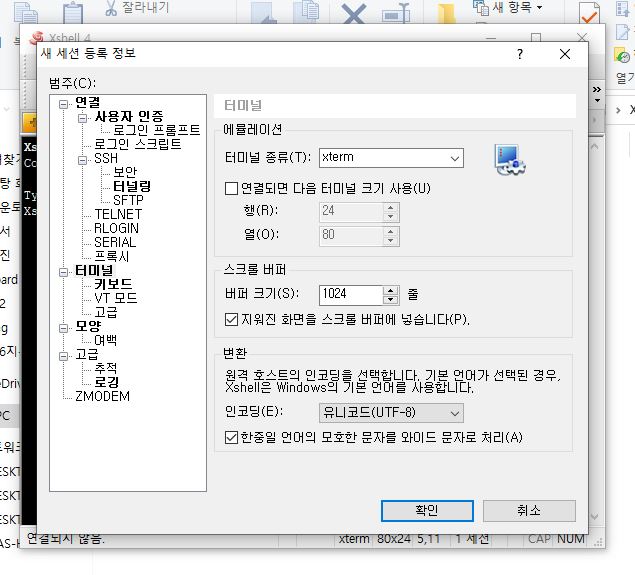 잘라내기
새 항목
Xshell 4
새 세션 등록 정보
?
범주(C):
연결
사용자 인증
로그인 프롬프트
로그인 스크립트
SSH
보안
터널링
SFTP
TELNET
RLOGIN
SERIAL
프록시
터미널
키보드
VT 모드
고급
모양
여백
고급
추적
로깅
ZMODEM
터미널
에뮬레이션
터미널 종류(T): xterm
연결되면 다음 터미널 크기 사용(U)
행(R): 24
열(O): 80
스크롤 버퍼
버퍼 크기(S): 1024 줄
지워진 화면을 스크롤 버퍼에 넣습니다(P).
변환
원격 호스트의 인코딩을 선택합니다. 기본 언어가 선택된 경우,
Xshell은 Windows의 기본 언어를 사용합니다.
인코딩(E): 유니코드(UTF-8)
한중일 언어의 모호한 문자를 와이드 문자로 처리(A)
확인 취소
연결되지 않음. xterm 80x24 5,11 1 세션 CAP NUM